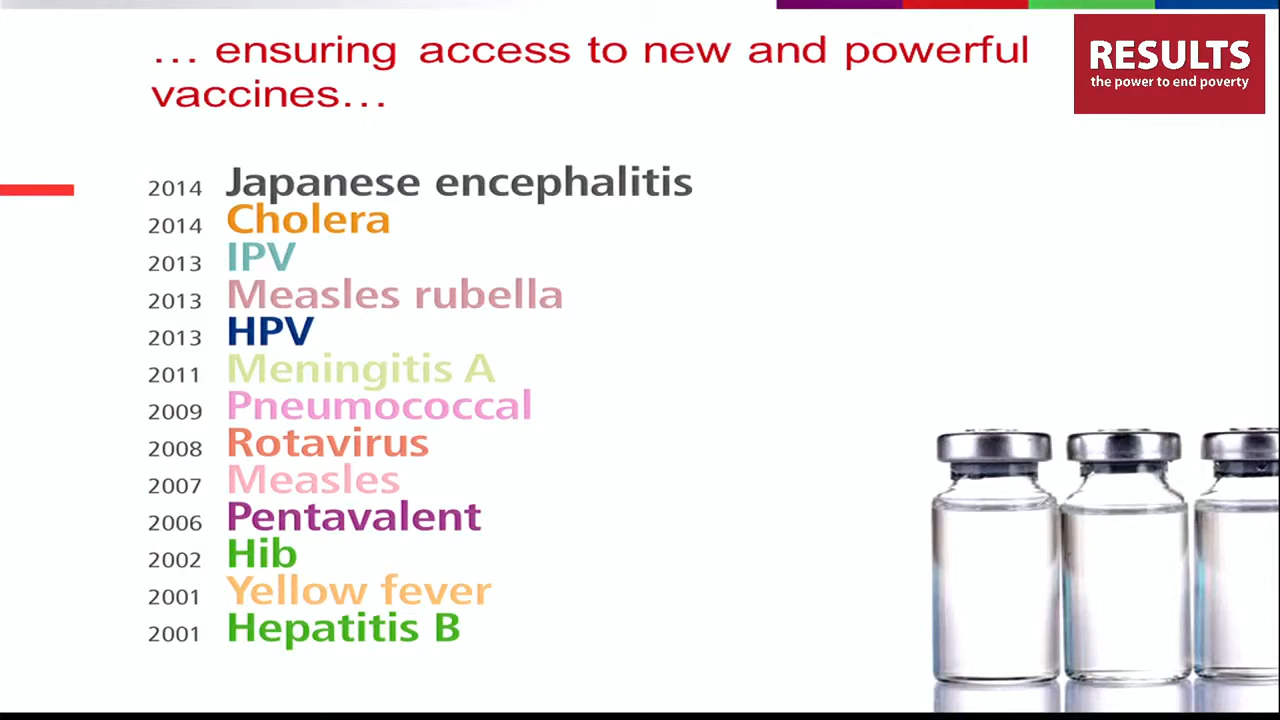 … ensuring access to new and powerful
vaccines…
RESULTS
the power to end poverty
2014 Japanese encephalitis
2014 Cholera
2013 IPV
2013 Measles rubella
2013 HPV
2011 Meningitis A
2009 Pneumococcal
2008 Rotavirus
2007 Measles
2006 Pentavalent
2002 Hib
2001 Yellow fever
2001 Hepatitis B